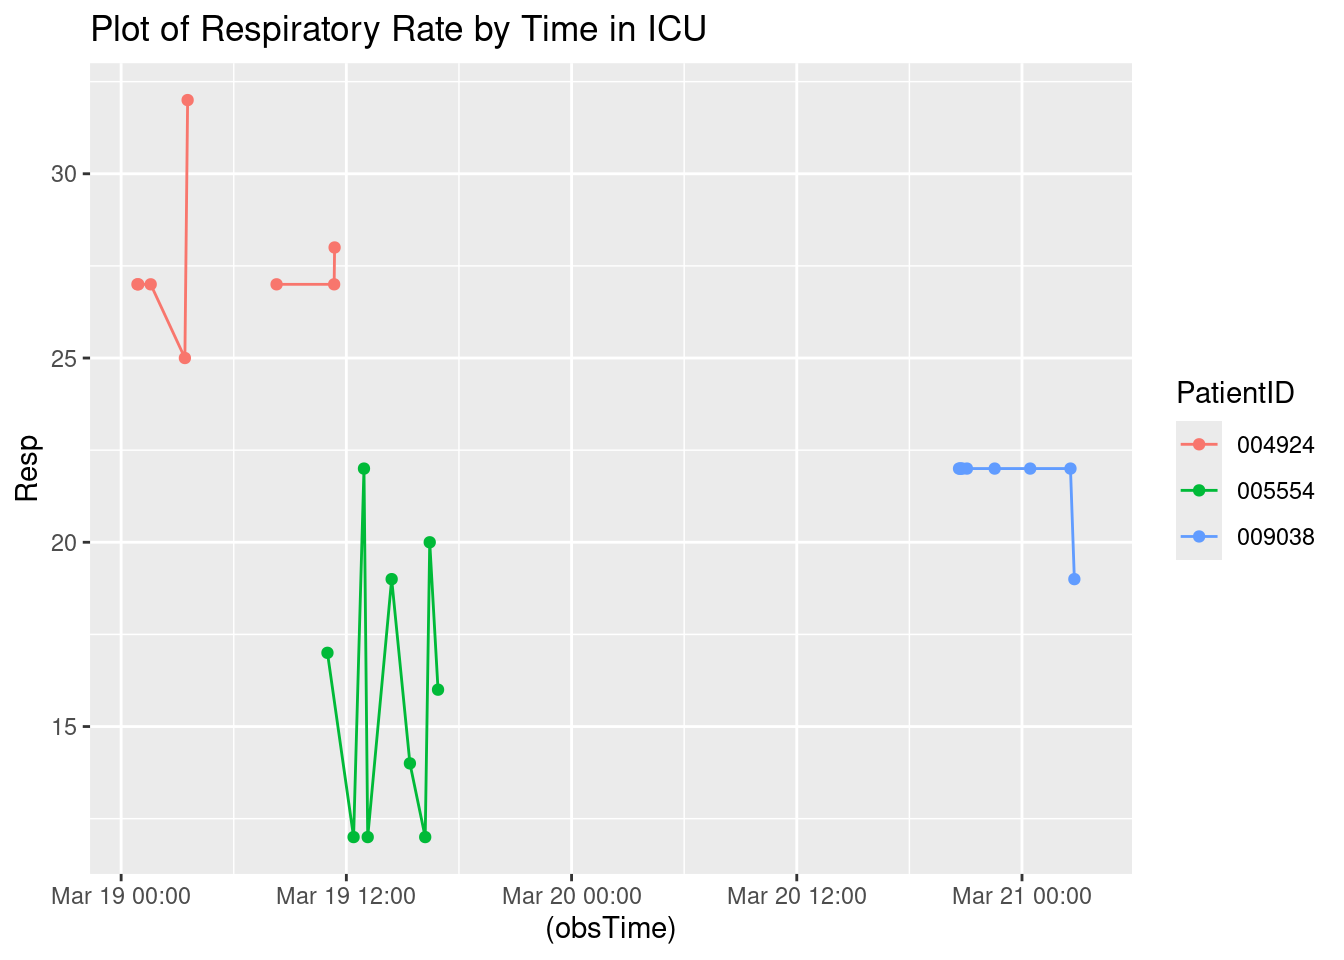 Plot of Respiratory Rate by Time in ICU
Resp
30
25
20
15
Mar 19 00:00
Mar 19 12:00
Mar 20 00:00
Mar 20 12:00
Mar 21 00:00
(obsTime)
PatientID
004924
005554
009038